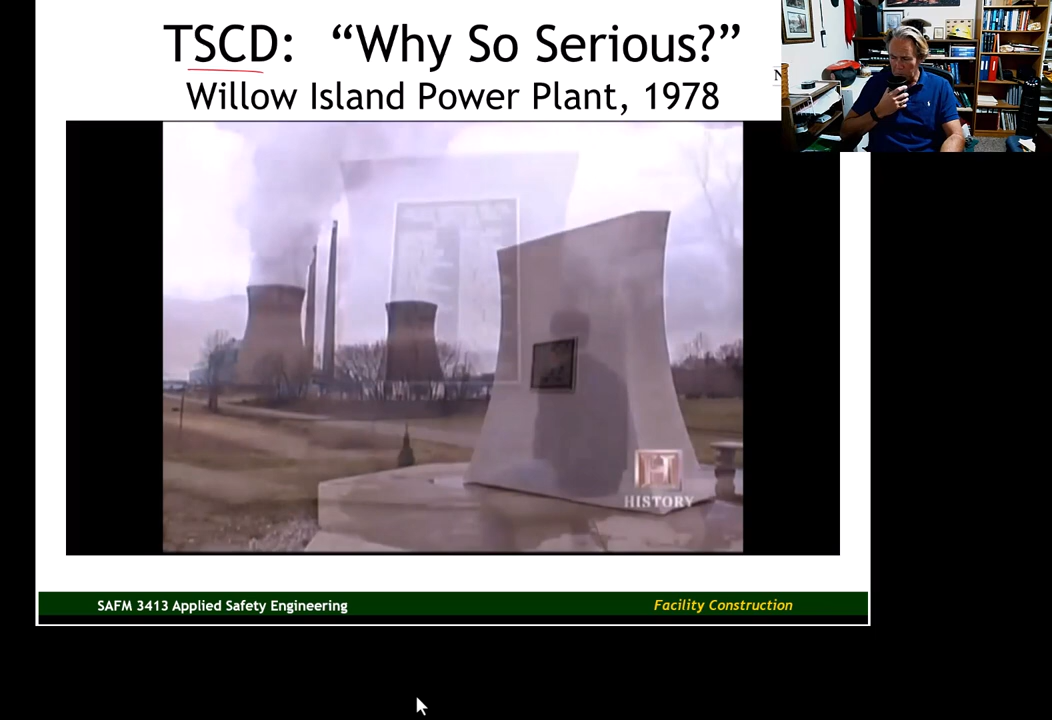 TSCD: “Why So Serious?”
Willow Island Power Plant, 1978
N
H
HISTORY
SAFM 3413 Applied Safety Engineering
Facility Construction